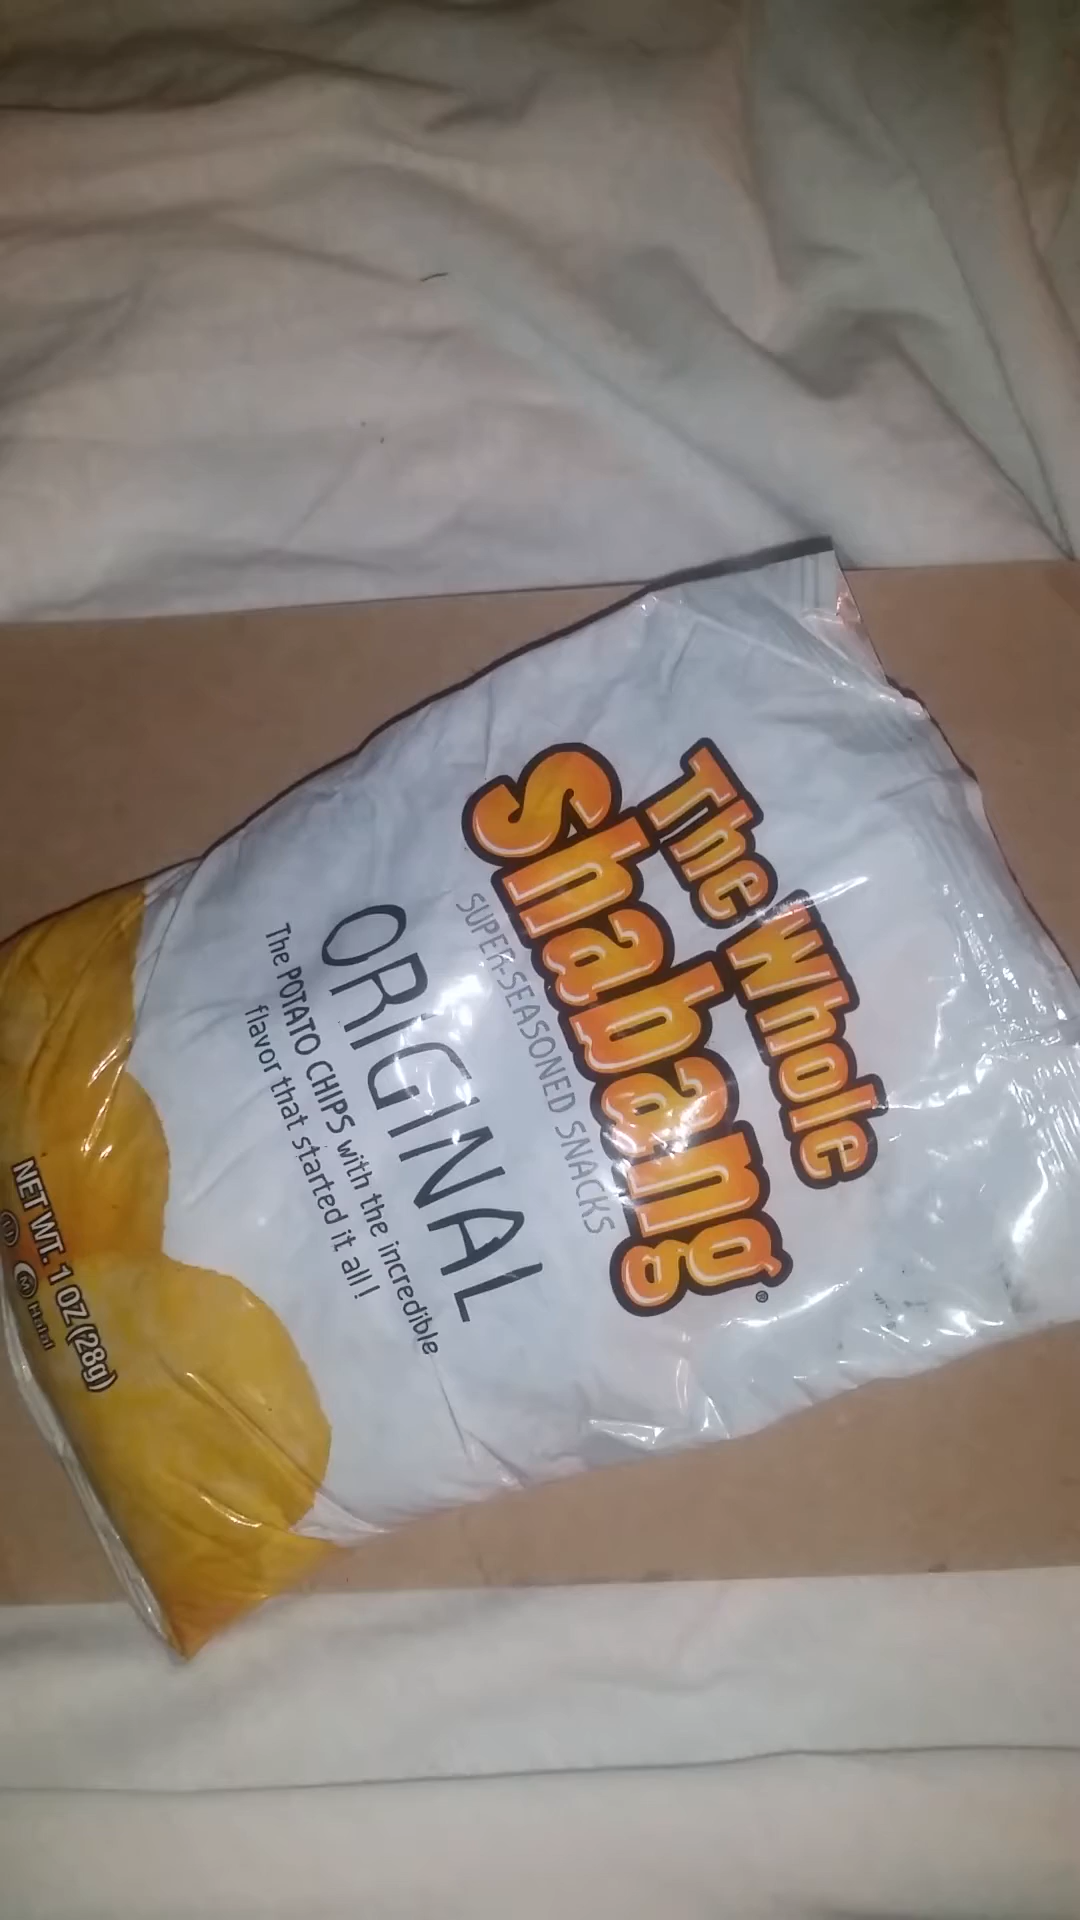 The Whole
Shabang®
SUPER-SEASONED SNACKS
ORIGINAL
The POTATO CHIPS with the incredible
flavor that started it all!
NET WT. 1 OZ (28g)
U M Halal